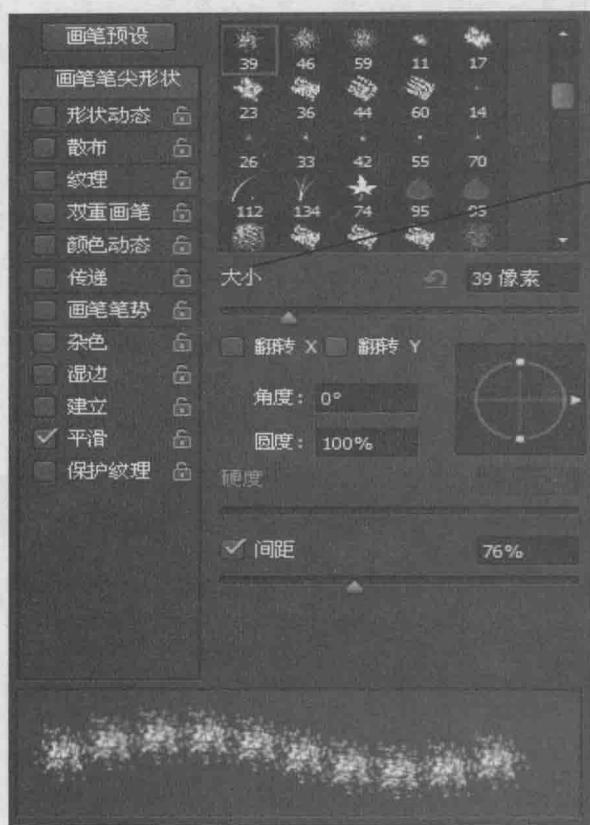 画笔预设
39 46 59 11 17
画笔笔尖形状
23 36 44 60 14
形状动态
散布
26 33 42 55 70
纹理
双重画笔
112 134 74 95 95
颜色动态
传递
大小 39 像素
画笔笔势
杂色
翻转 X 翻转 Y
湿边
建立
角度: 0°
平滑
圆度: 100%
保护纹理
硬度
间距 76%